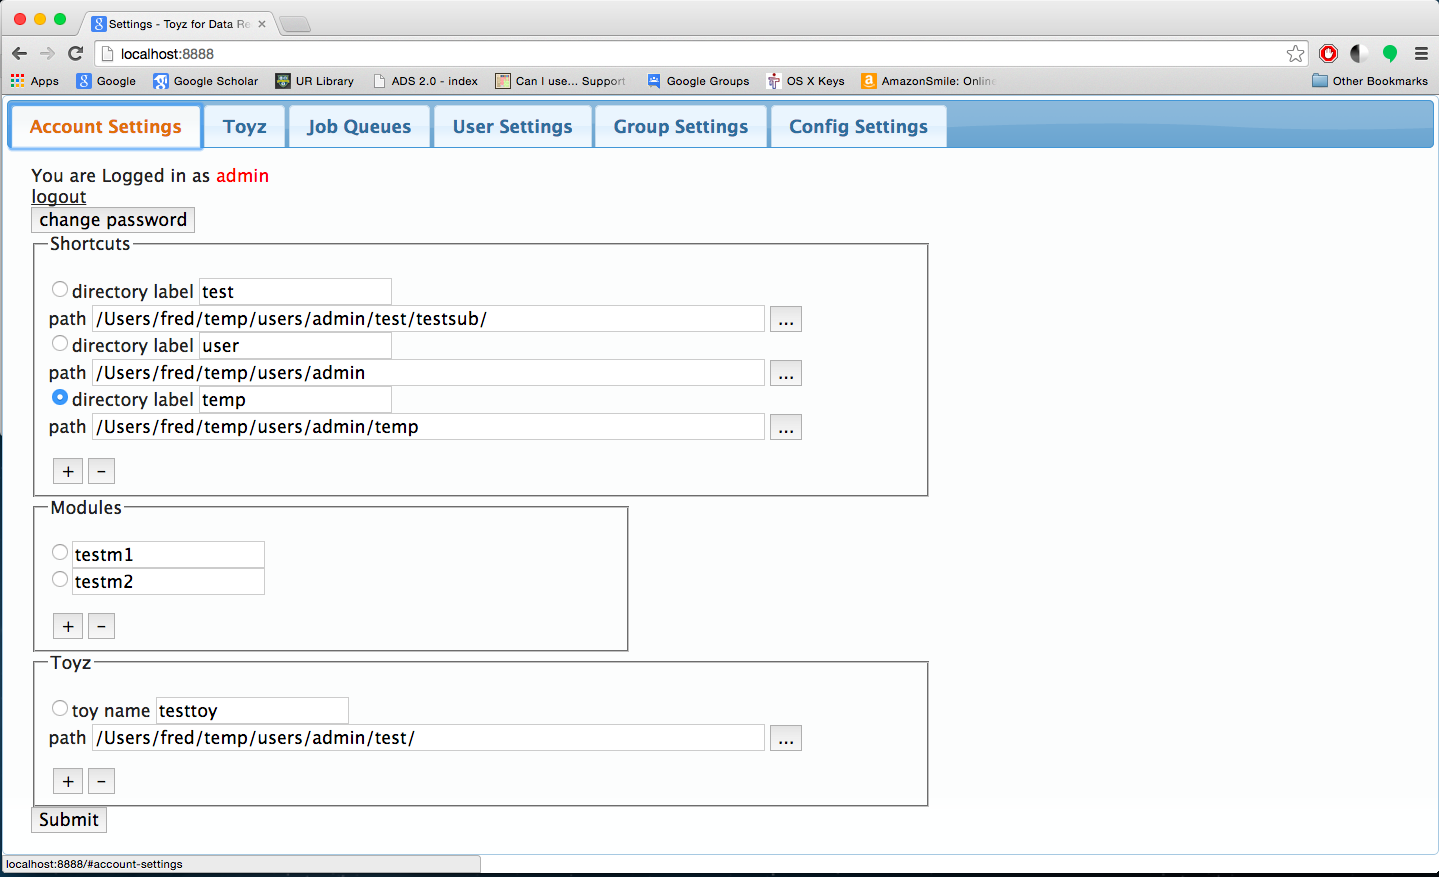 Settings - Toyz for Data Re
localhost:8888
Apps Google Google Scholar UR Library ADS 2.0 - index Can I use... Support Google Groups OS X Keys AmazonSmile: Online Other Bookmarks
Account Settings Toyz Job Queues User Settings Group Settings Config Settings
You are Logged in as admin
logout
change password
Shortcuts
directory label test
path /Users/fred/temp/users/admin/test/testsub/ ...
directory label user
path /Users/fred/temp/users/admin ...
directory label temp
path /Users/fred/temp/users/admin/temp ...
+ -
Modules
testm1
testm2
+ -
Toyz
toy name testtoy
path /Users/fred/temp/users/admin/test/ ...
+ -
Submit
localhost:8888/#account-settings